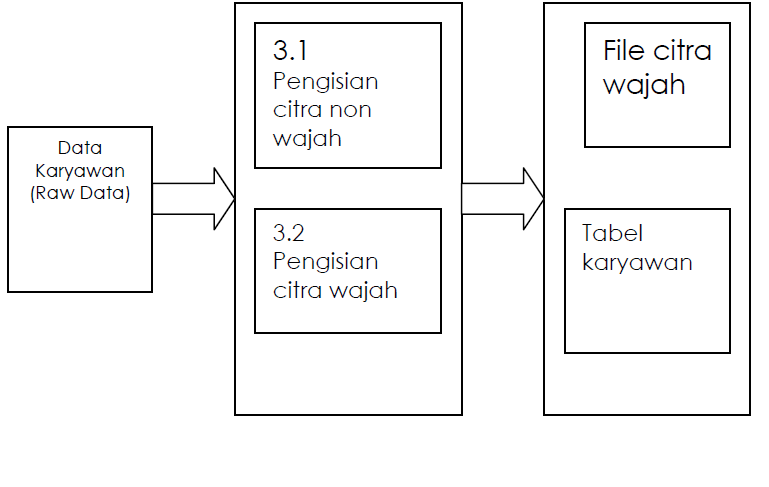 Data
Karyawan
(Raw Data)
3.1
Pengisian
citra non
wajah
3.2
Pengisian
citra wajah
File citra
wajah
Tabel
karyawan